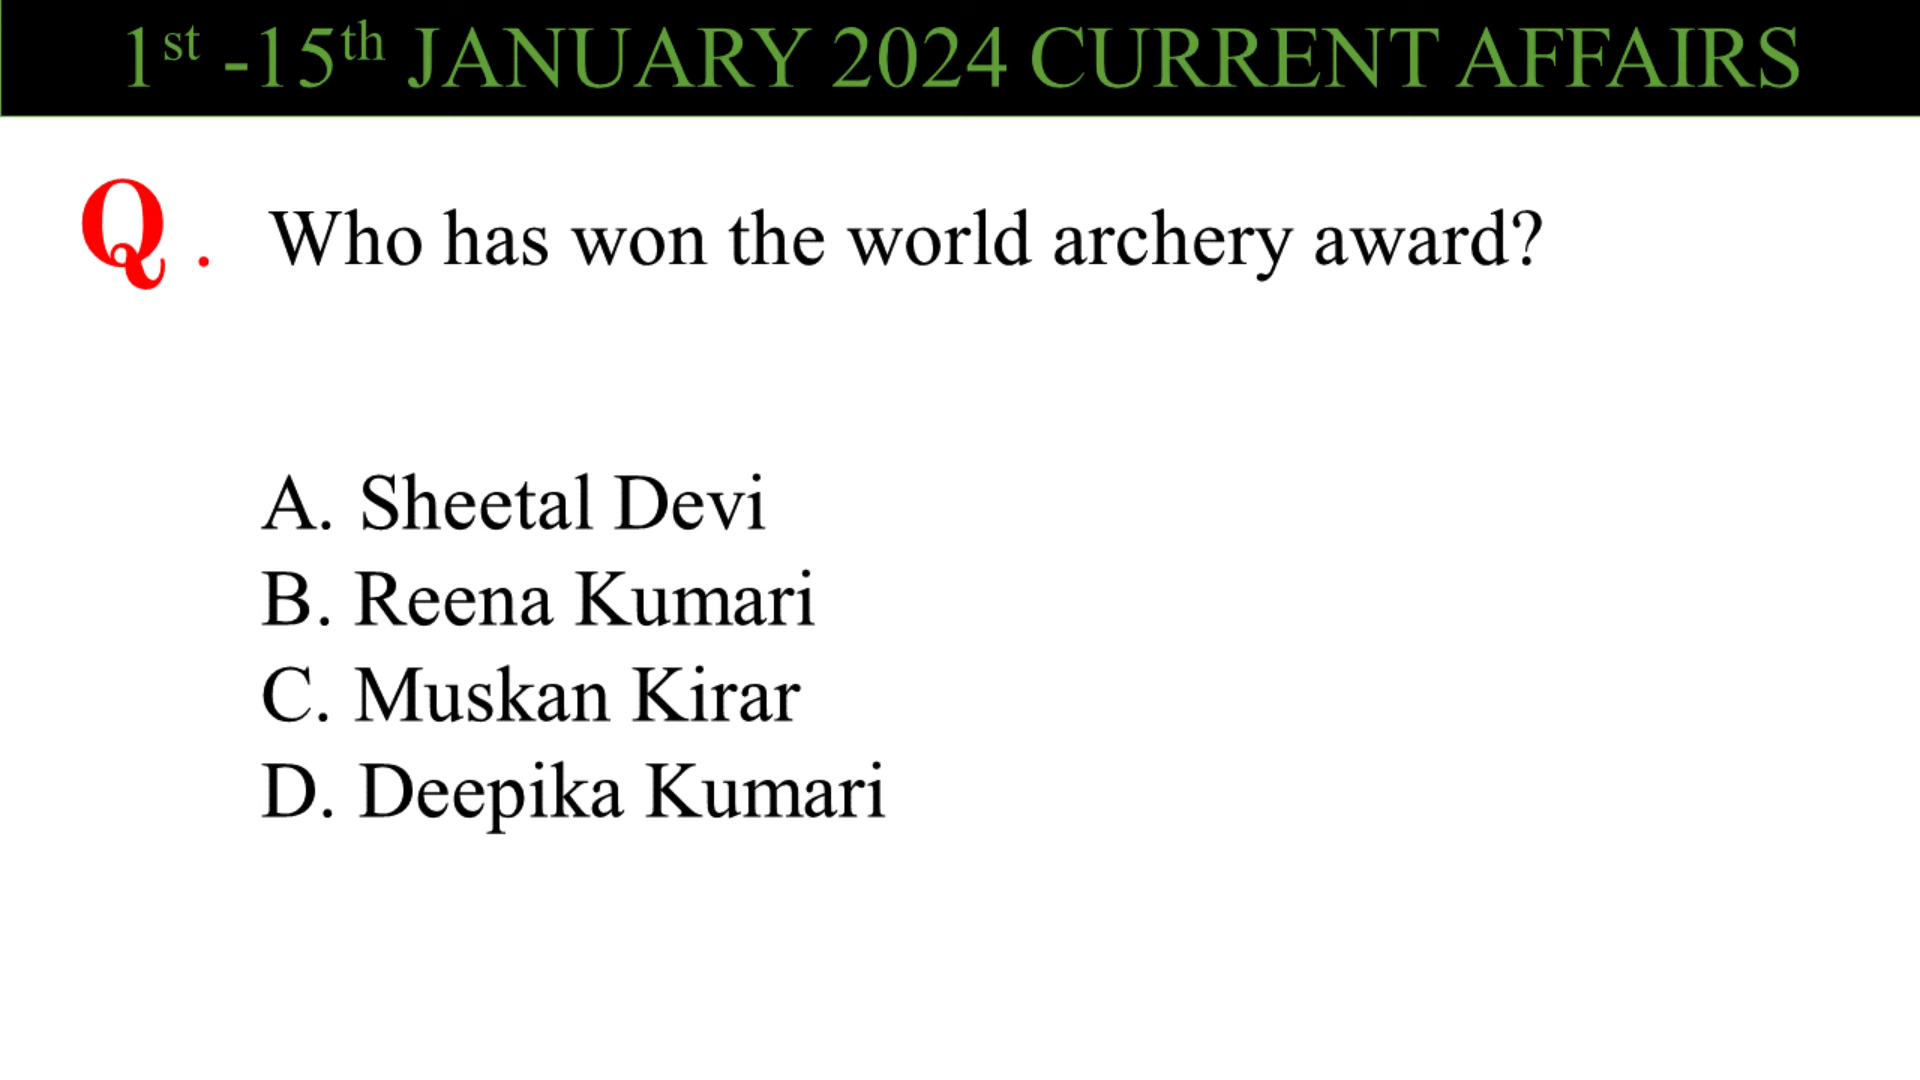 1st -15th JANUARY 2024 CURRENT AFFAIRS
Q . Who has won the world archery award?
A. Sheetal Devi
B. Reena Kumari
C. Muskan Kirar
D. Deepika Kumari